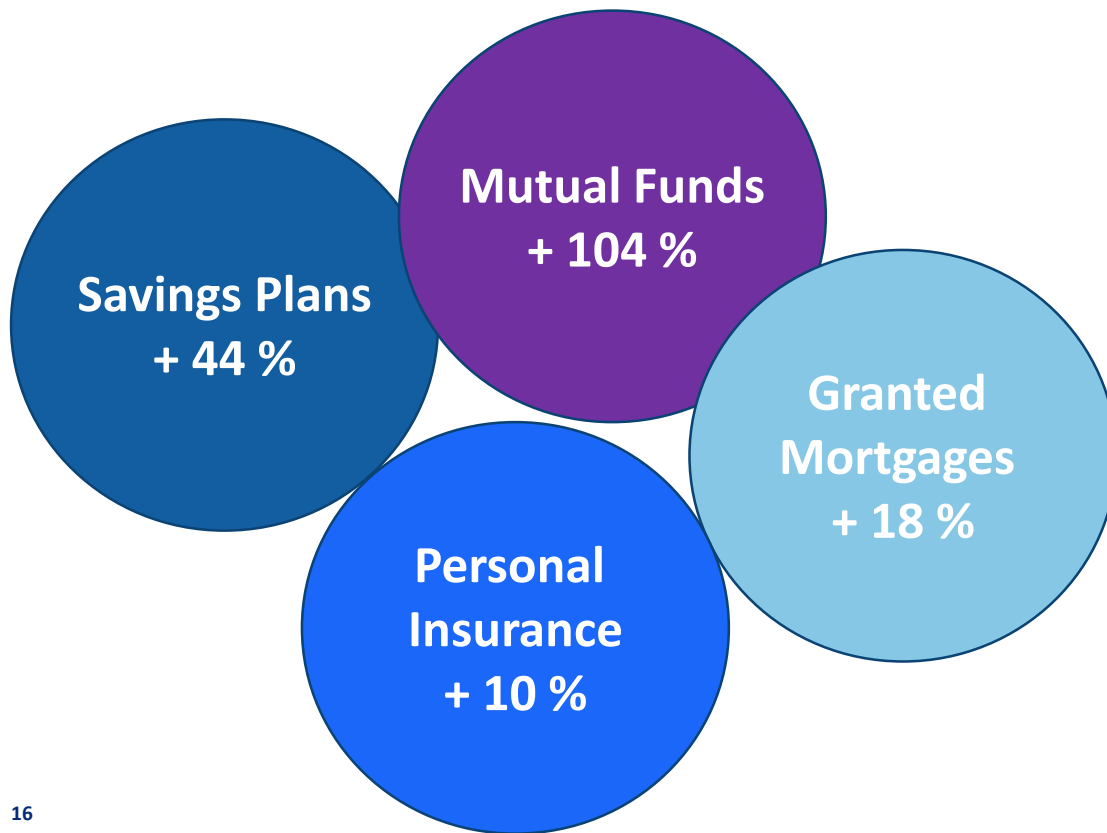 Mutual Funds
+ 104 %
Savings Plans
+ 44 %
Granted
Mortgages
+ 18 %
Personal
Insurance
+ 10 %
16